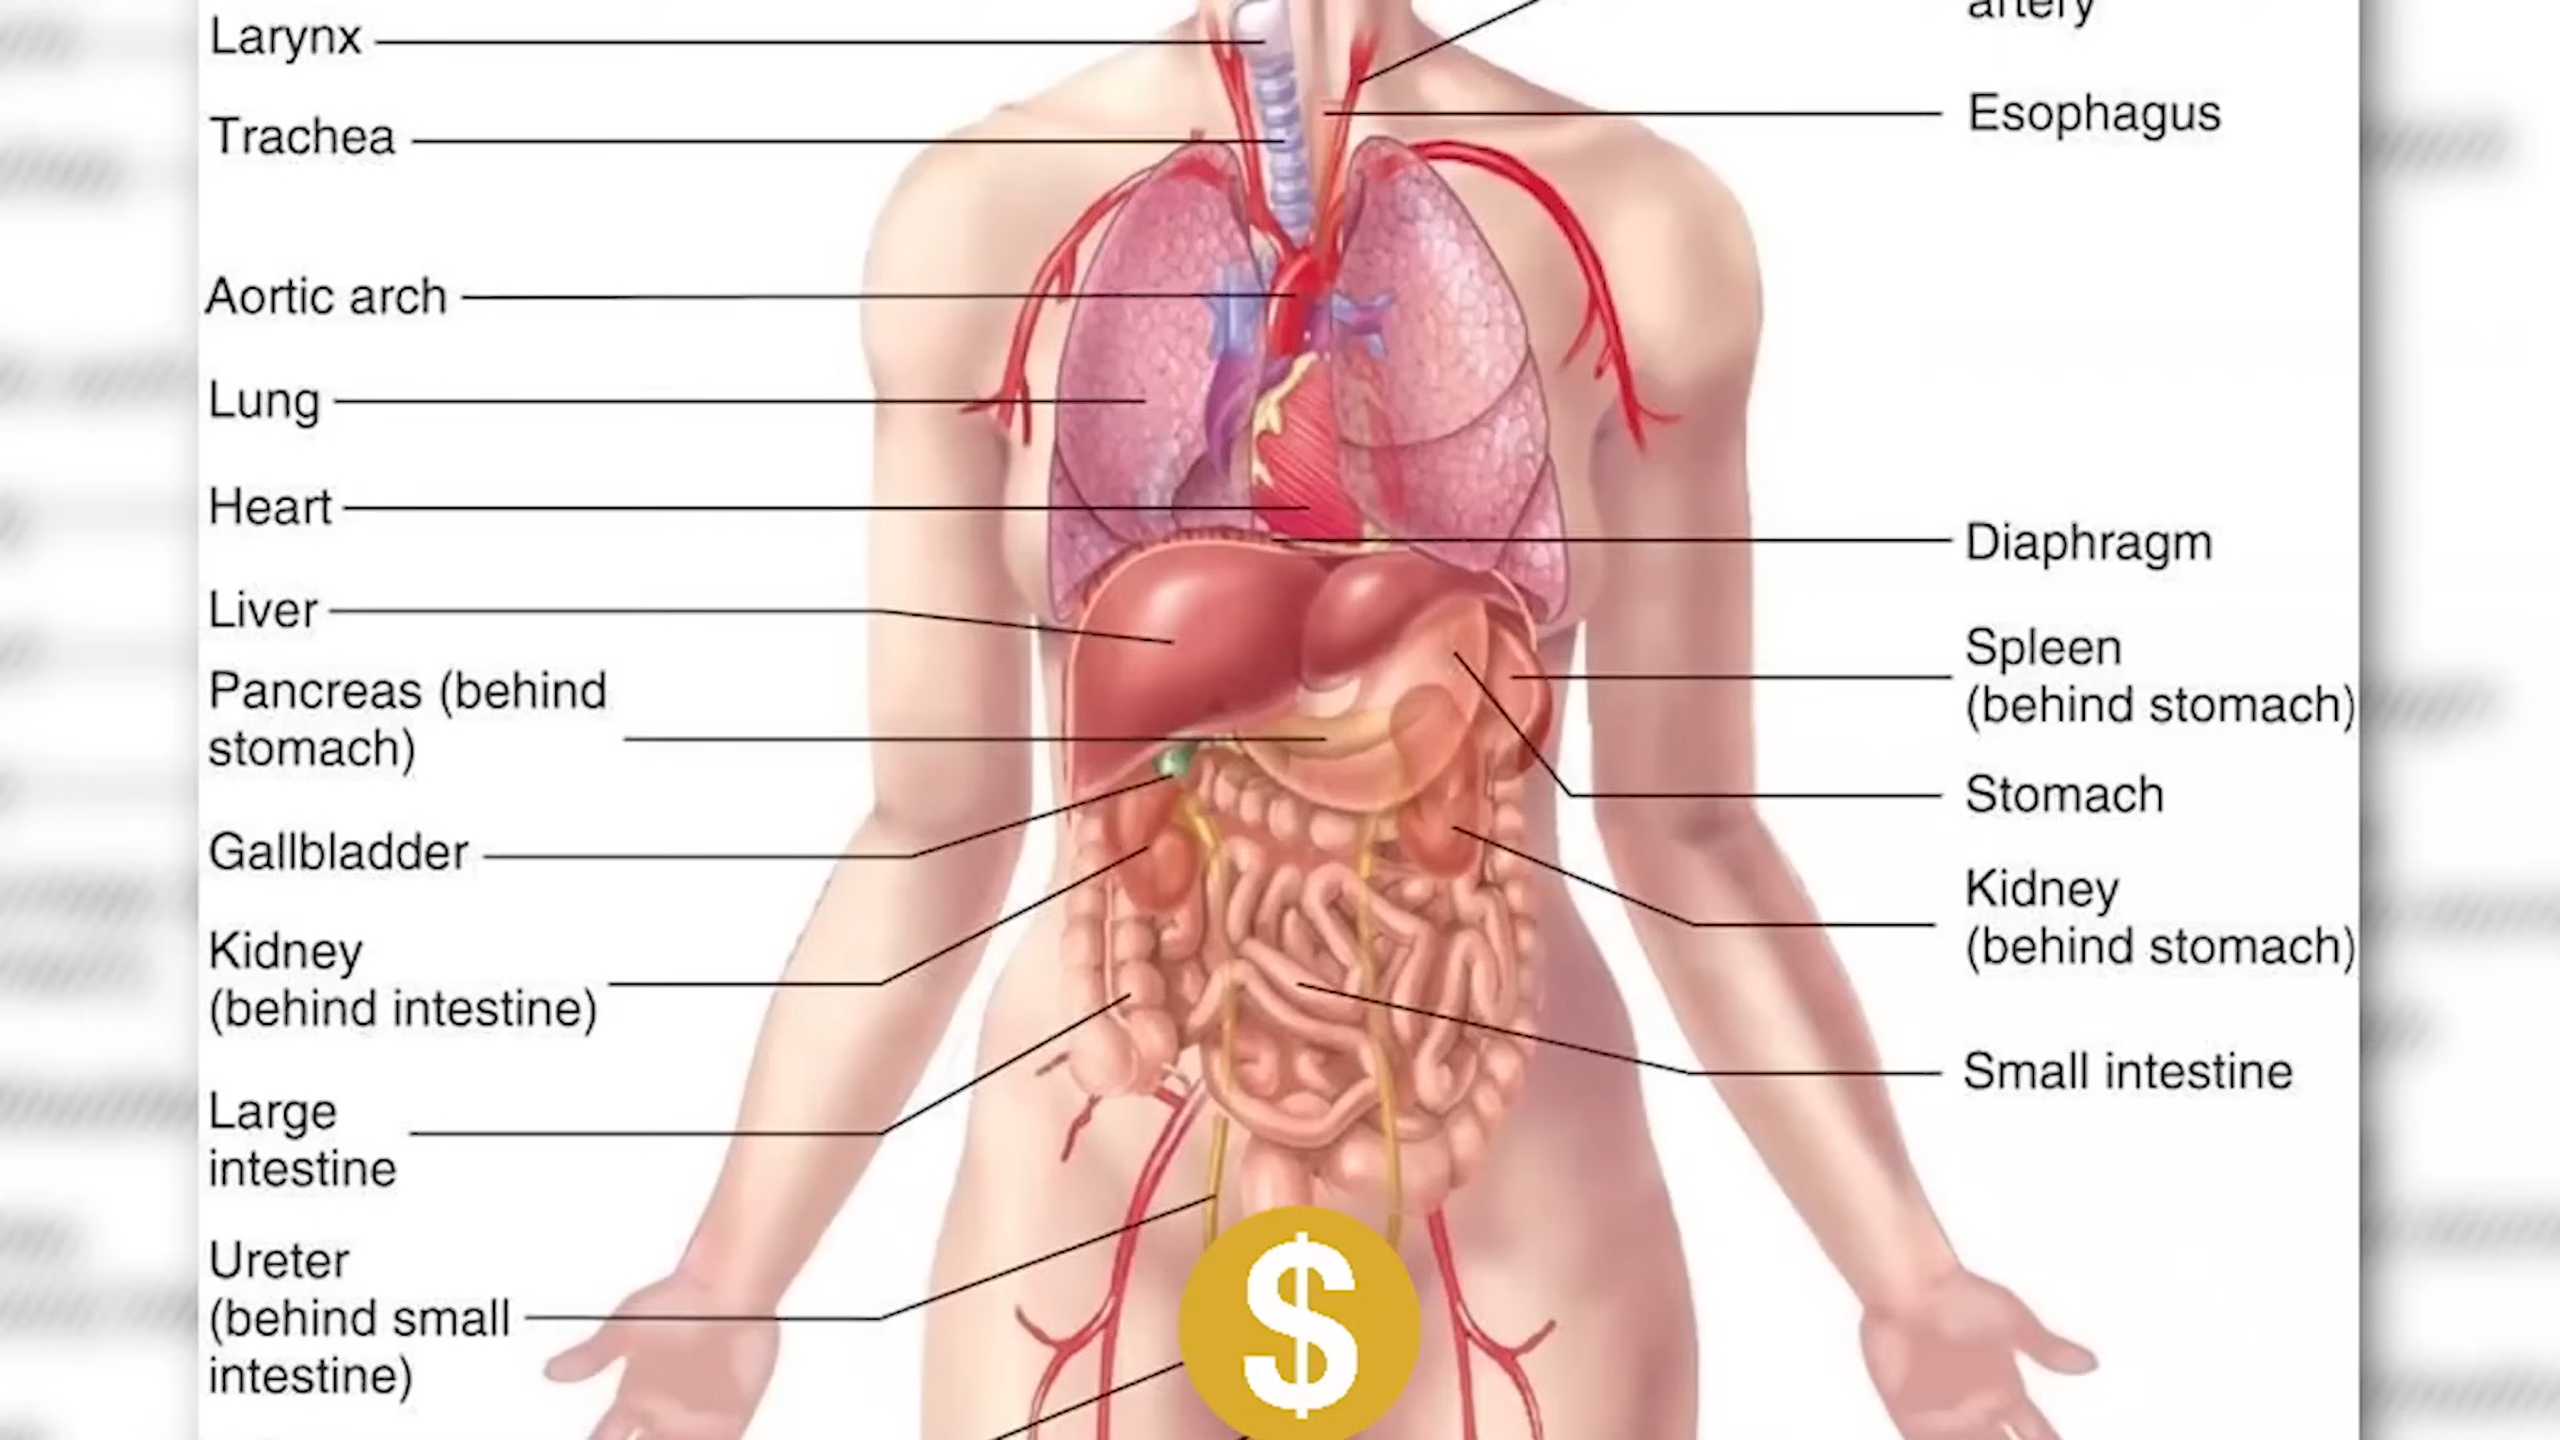 Larynx
Trachea
Aortic arch
Lung
Heart
Liver
Pancreas (behind
stomach)
Gallbladder
Kidney
(behind intestine)
Large
intestine
Ureter
(behind small
intestine)
artery
Esophagus
Diaphragm
Spleen
(behind stomach)
Stomach
Kidney
(behind stomach)
Small intestine
$